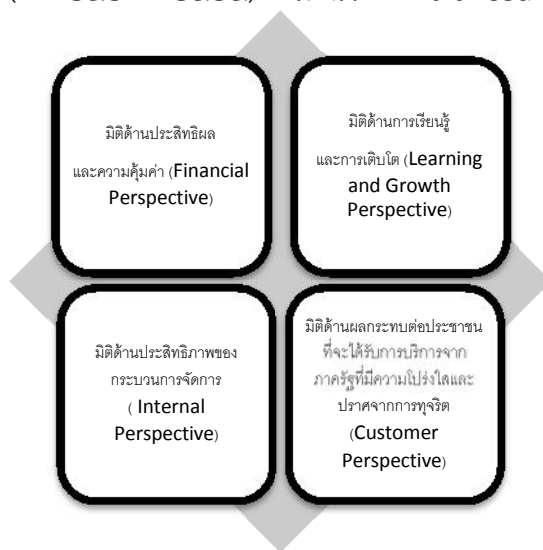 มิติด้านประสิทธิผล
และความคุ้มค่า (Financial
Perspective)
มิติด้านการเรียนรู้
และการเติบโต (Learning
and Growth
Perspective)
มิติด้านประสิทธิภาพของ
กระบวนการจัดการ
( Internal
Perspective)
มิติด้านผลกระทบต่อประชาชน
ที่จะได้รับการบริการจาก
ภาครัฐที่มีความโปร่งใสและ
ปราศจากการทุจริต
(Customer
Perspective)